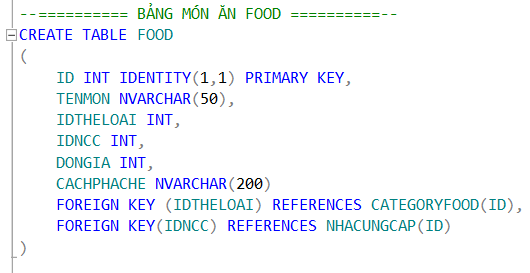 --========== BẢNG MÓN ĂN FOOD ==========--
CREATE TABLE FOOD
(
ID INT IDENTITY(1,1) PRIMARY KEY,
TENMON NVARCHAR(50),
IDTHELOAI INT,
IDNCC INT,
DONGIA INT,
CACHPHACHE NVARCHAR(200)
FOREIGN KEY (IDTHELOAI) REFERENCES CATEGORYFOOD(ID),
FOREIGN KEY(IDNCC) REFERENCES NHACUNGCAP(ID)
)